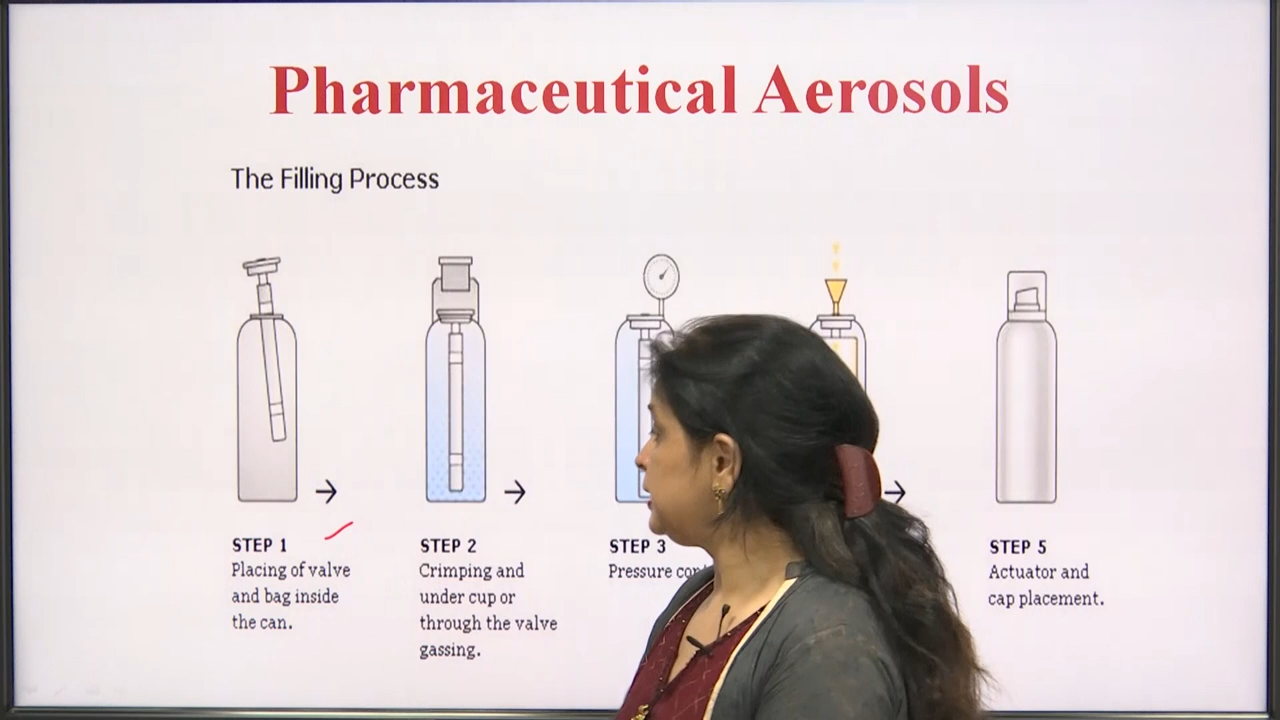 Pharmaceutical Aerosols
The Filling Process
STEP 1
Placing of valve
and bag inside
the can.
STEP 2
Crimping and
under cup or
through the valve
gassing.
STEP 3
Pressure
STEP 5
Actuator and
cap placement.